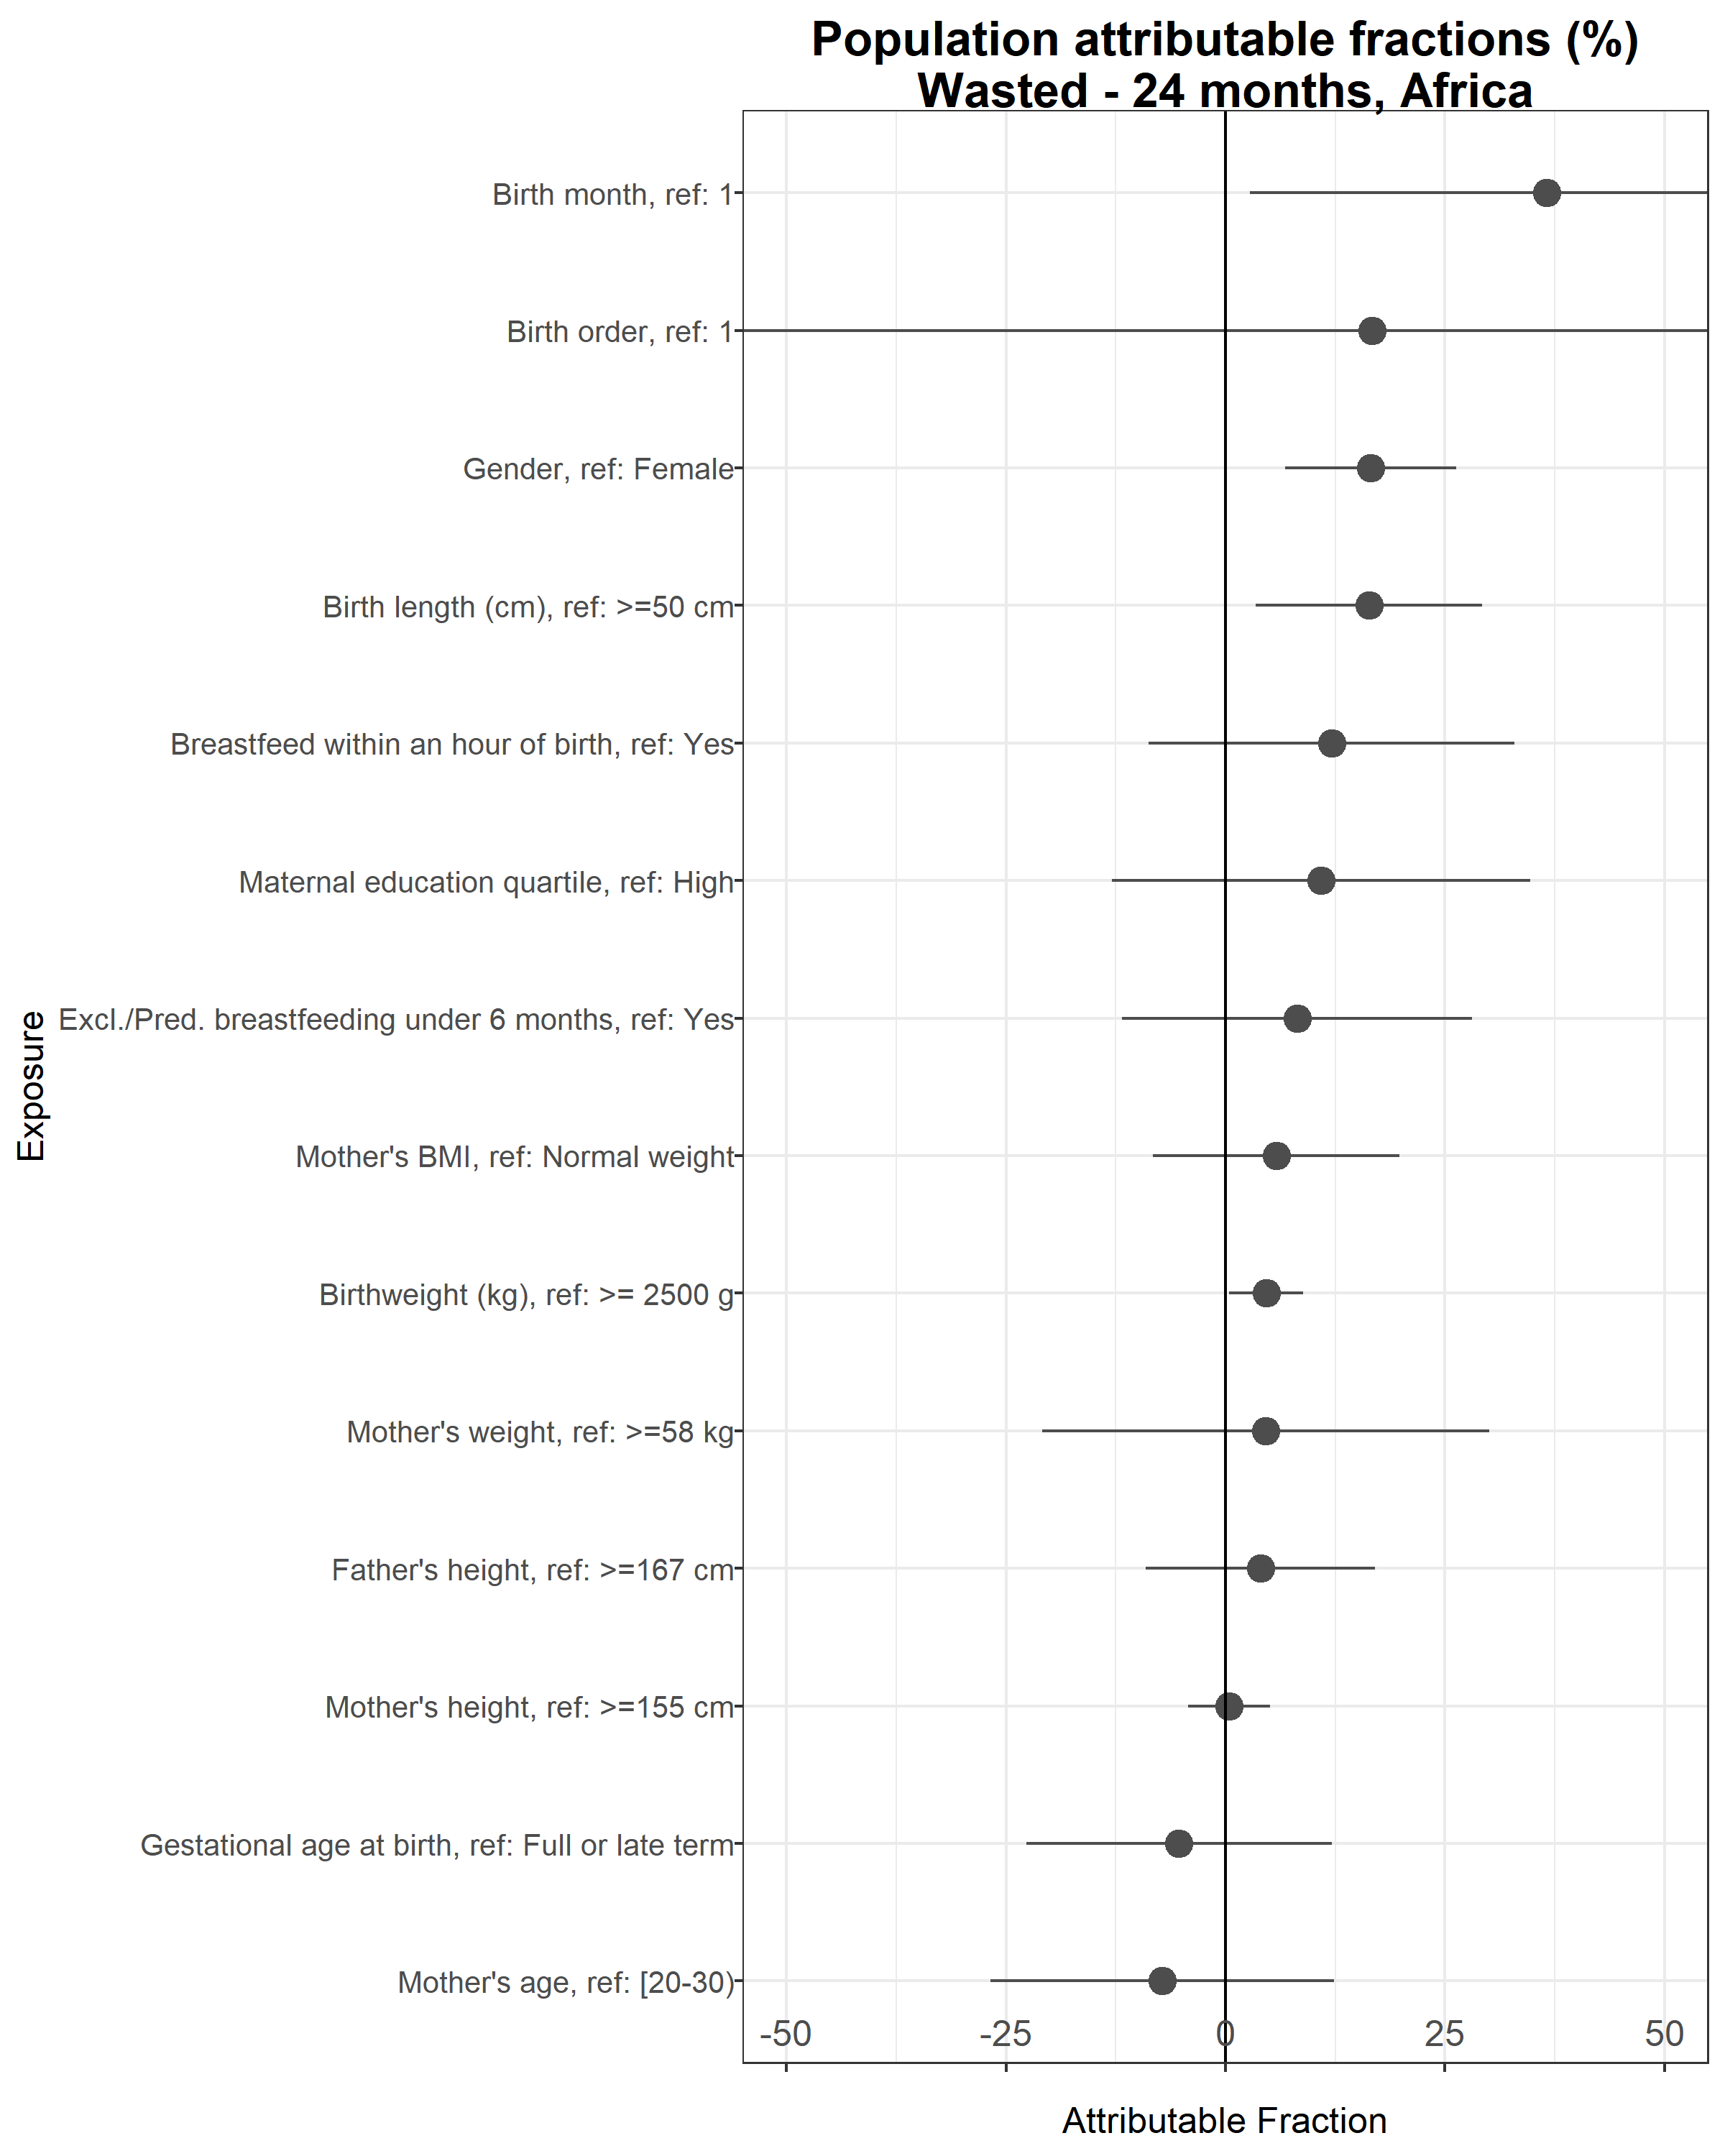 Population attributable fractions (%)
Wasted - 24 months, Africa
Birth month, ref: 1
Birth order, ref: 1
Gender, ref: Female
Birth length (cm), ref: >=50 cm
Breastfeed within an hour of birth, ref: Yes
Maternal education quartile, ref: High
Excl./Pred. breastfeeding under 6 months, ref: Yes
Mother's BMI, ref: Normal weight
Birthweight (kg), ref: >= 2500 g
Mother's weight, ref: >=58 kg
Father's height, ref: >=167 cm
Mother's height, ref: >=155 cm
Gestational age at birth, ref: Full or late term
Mother's age, ref: [20-30)
Exposure
-50 -25 0 25 50
Attributable Fraction